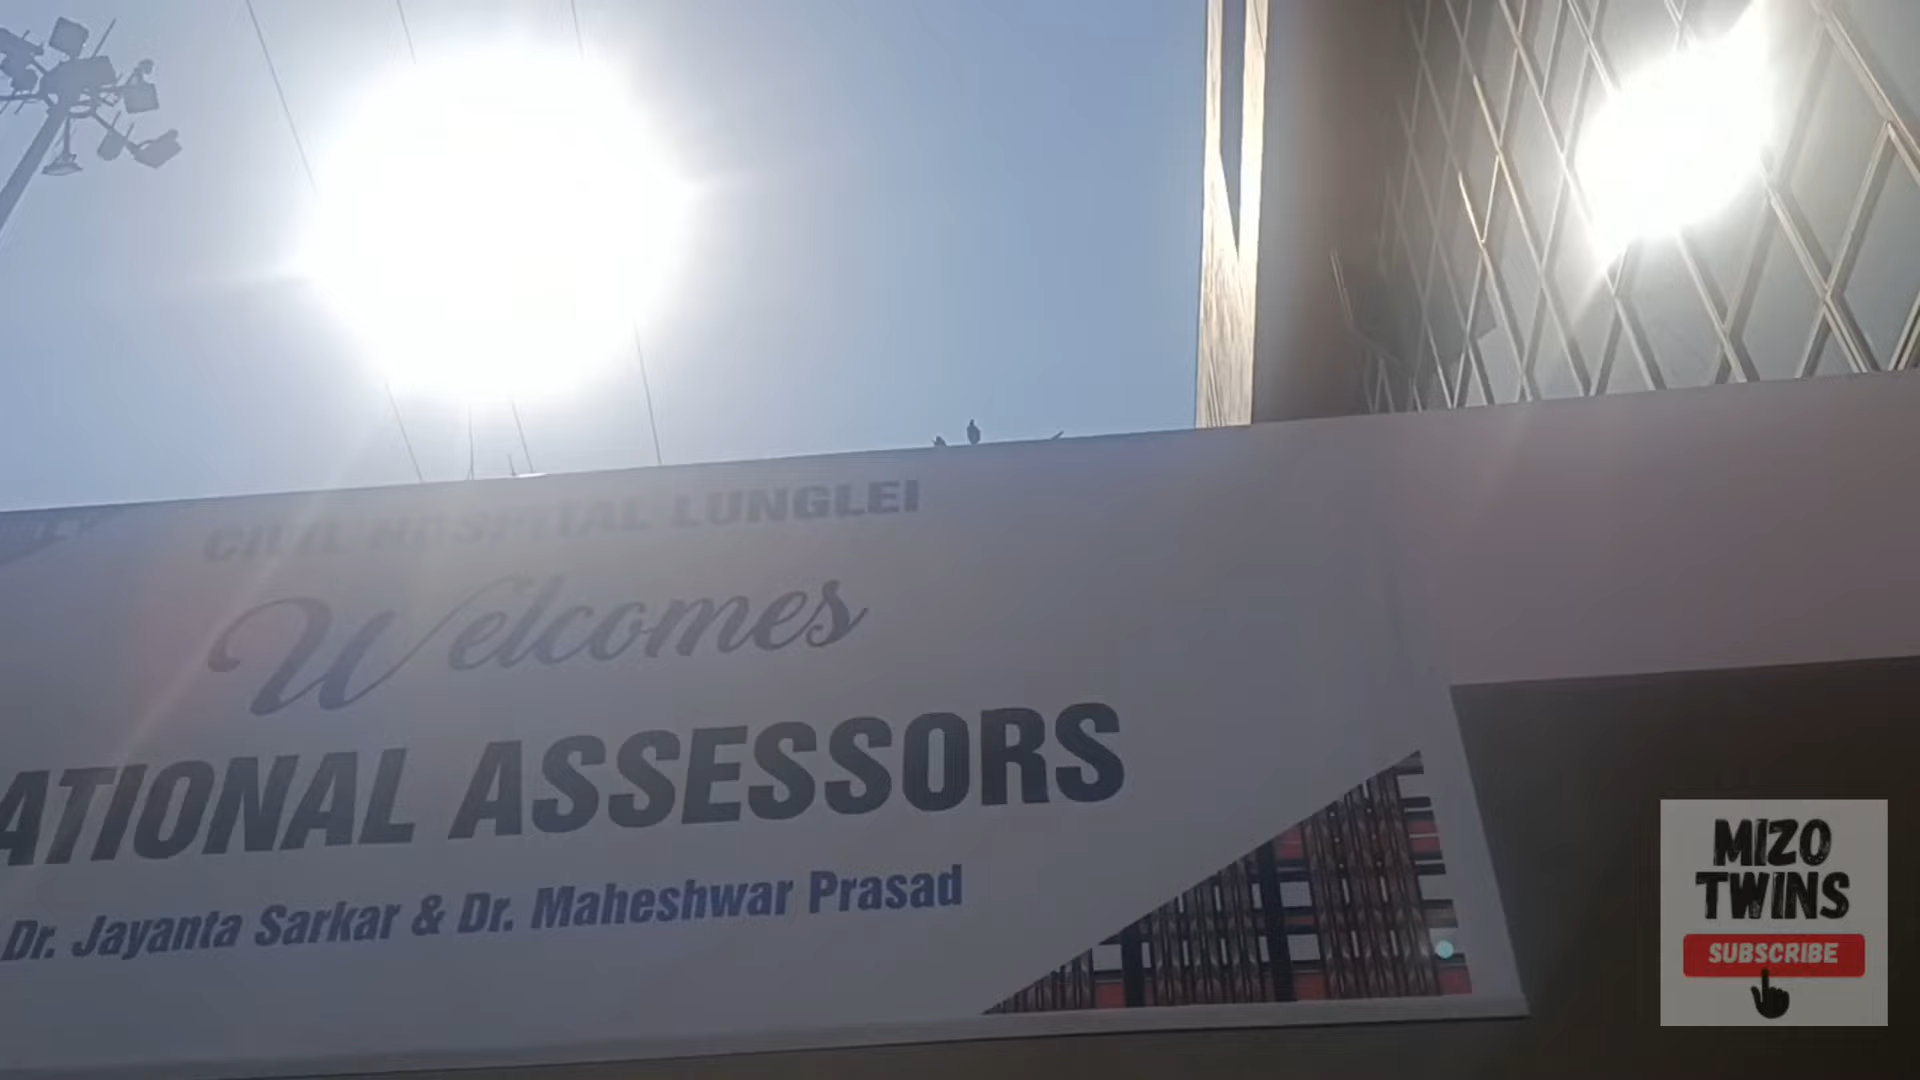 CIVIL HOSPITAL LUNGLEI
Welcomes
ATIONAL ASSESSORS
Dr. Jayanta Sarkar & Dr. Maheshwar Prasad
MIZO
TWINS
SUBSCRIBE